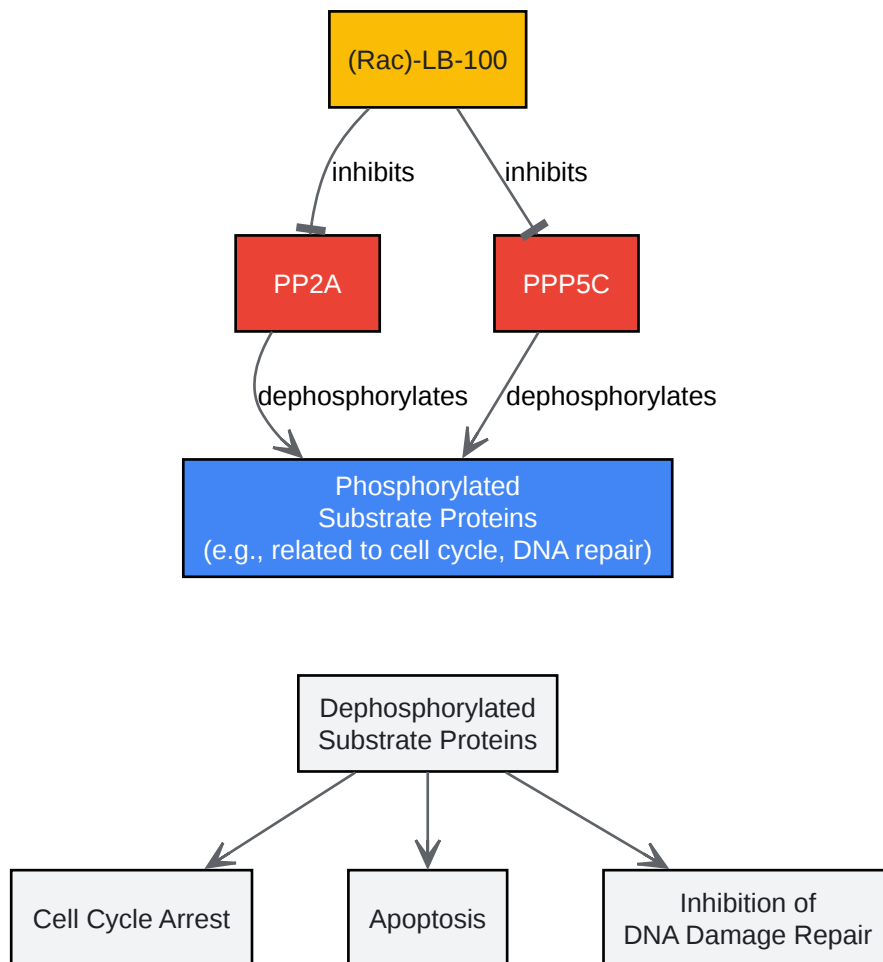 (Rac)-LB-100
inhibits
inhibits
PP2A
PPP5C
dephosphorylates
dephosphorylates
Phosphorylated
Substrate Proteins
(e.g., related to cell cycle, DNA repair)
Dephosphorylated
Substrate Proteins
Cell Cycle Arrest
Apoptosis
Inhibition of
DNA Damage Repair